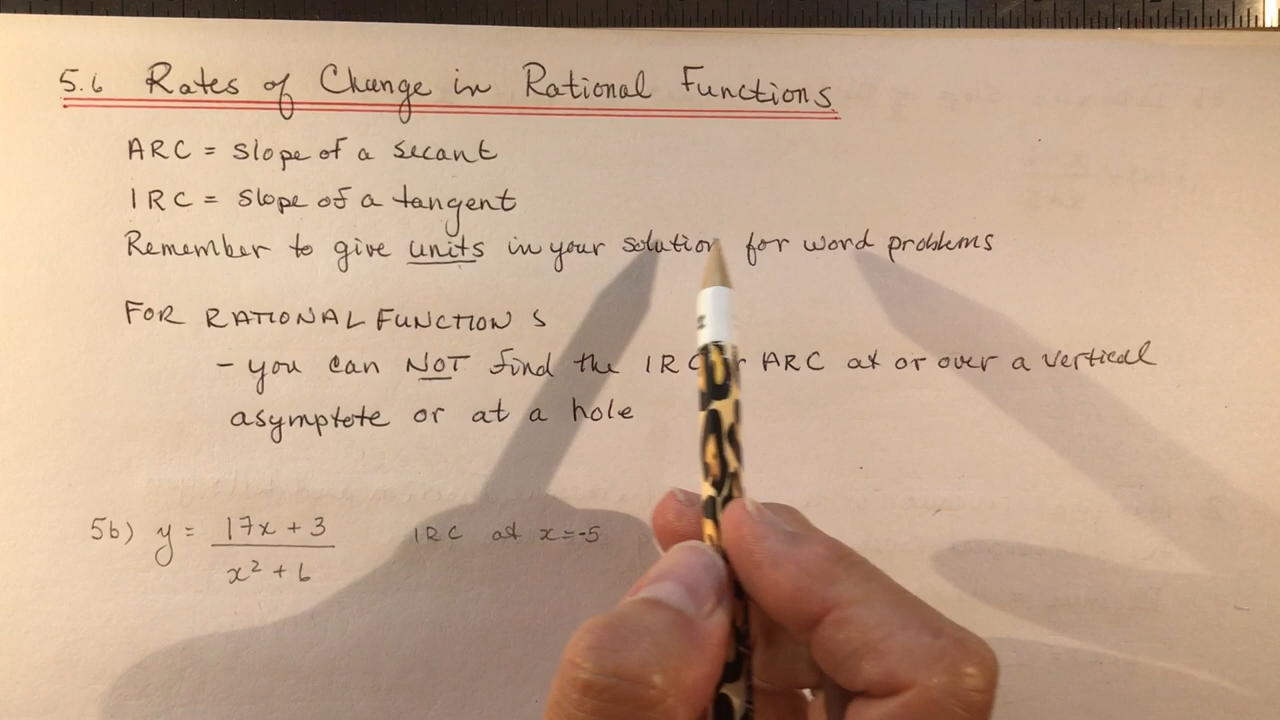 5.6 Rates of Change in Rational Functions
ARC = slope of a secant
IRC = slope of a tangent
Remember to give units in your solution for word problems
FOR RATIONAL FUNCTIONS
- you can NOT find the IRC or ARC at or over a vertical
asymptote or at a hole
5b) y = 17x + 3 / x² + 6 IRC at x=-5